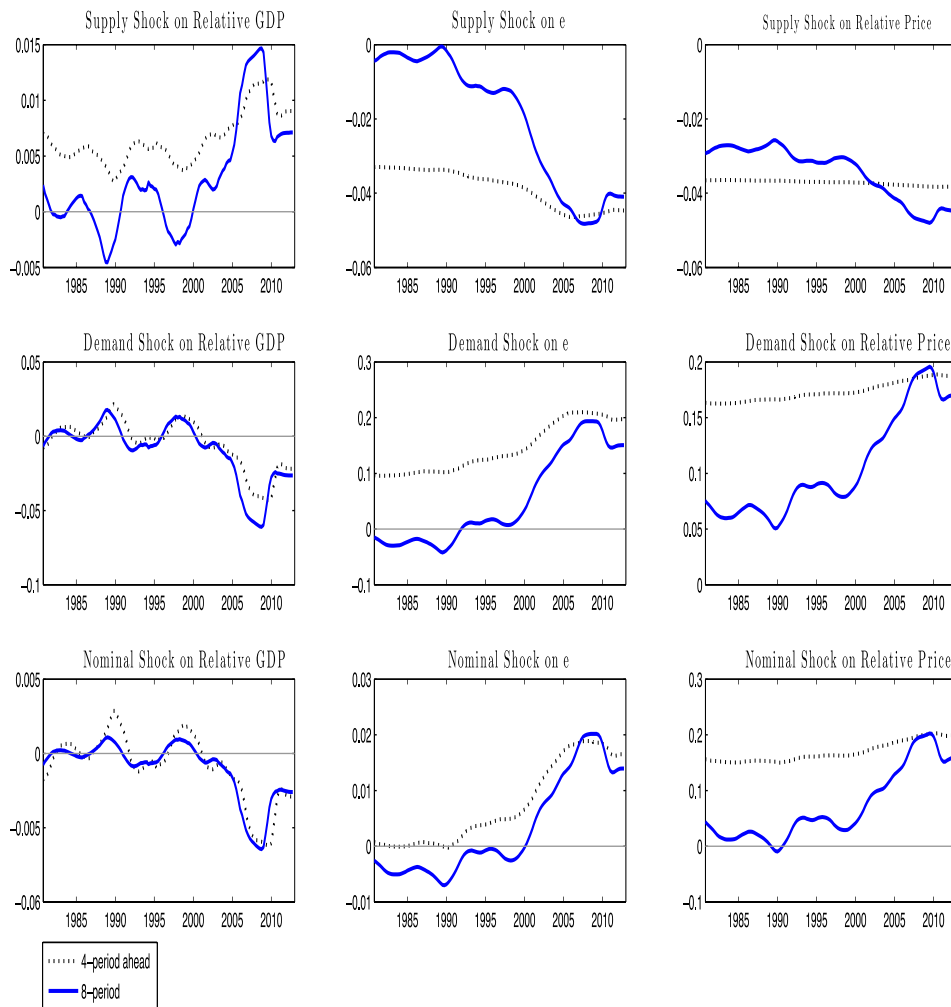 Supply Shock on Relatiive GDP
0.015
0.01
0.005
0
−0.005
1985 1990 1995 2000 2005 2010
Supply Shock on e
0
−0.02
−0.04
−0.06
1985 1990 1995 2000 2005 2010
Supply Shock on Relative Price
0
−0.02
−0.04
−0.06
1985 1990 1995 2000 2005 2010
Demand Shock on Relative GDP
0.05
0
−0.05
−0.1
1985 1990 1995 2000 2005 2010
Demand Shock on e
0.3
0.2
0.1
0
−0.1
1985 1990 1995 2000 2005 2010
Demand Shock on Relative Price
0.2
0.15
0.1
0.05
0
1985 1990 1995 2000 2005 2010
Nominal Shock on Relative GDP
0.005
0
−0.005
−0.06
1985 1990 1995 2000 2005 2010
Nominal Shock on e
0.03
0.02
0.01
0
−0.01
1985 1990 1995 2000 2005 2010
Nominal Shock on Relative Price
0.3
0.2
0.1
0
−0.1
1985 1990 1995 2000 2005 2010
4−period ahead
8−period